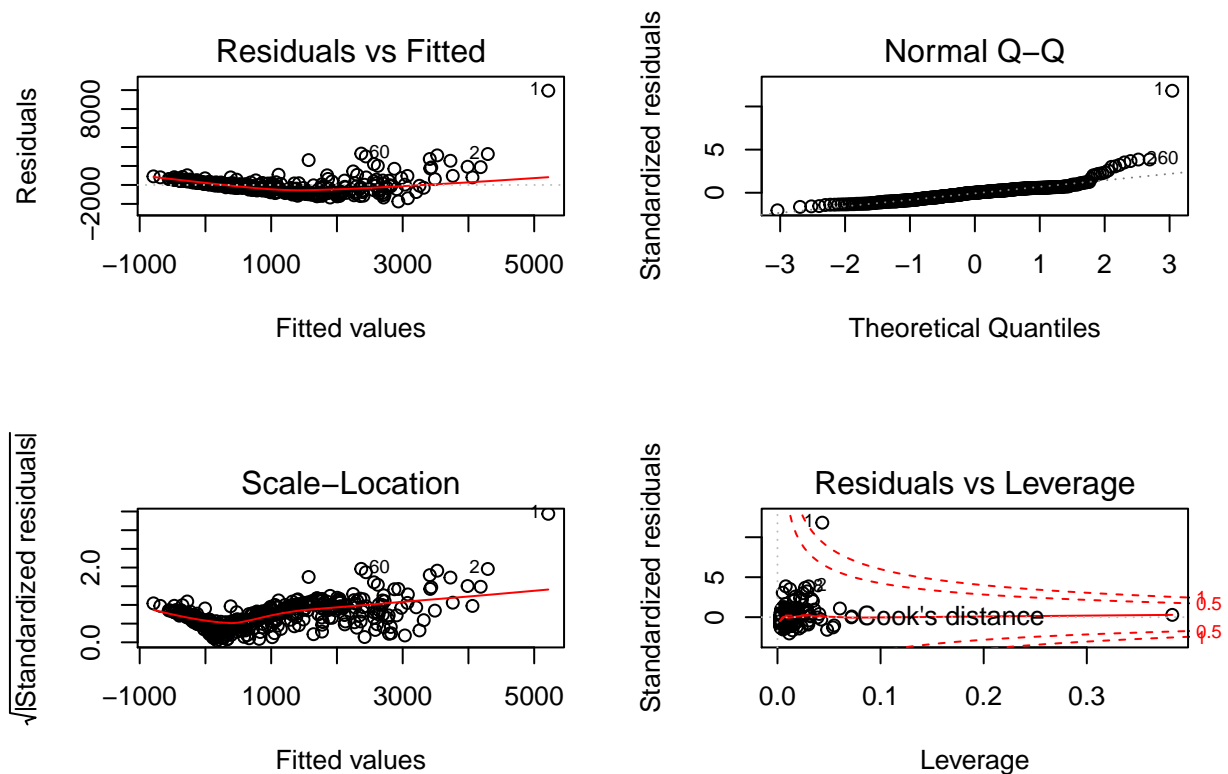 Residuals vs Fitted
Residuals
8000
−2000
1
60
2
−1000 1000 3000 5000
Fitted values
Normal Q−Q
Standardized residuals
5
0
1
260
−3 −2 −1 0 1 2 3
Theoretical Quantiles
Scale−Location
√|Standardized residuals|
2.0
0.0
1
60
2
−1000 1000 3000 5000
Fitted values
Residuals vs Leverage
Standardized residuals
5
0
1
2
Cook's distance
1
0.5
0.5
1
0.0 0.1 0.2 0.3
Leverage